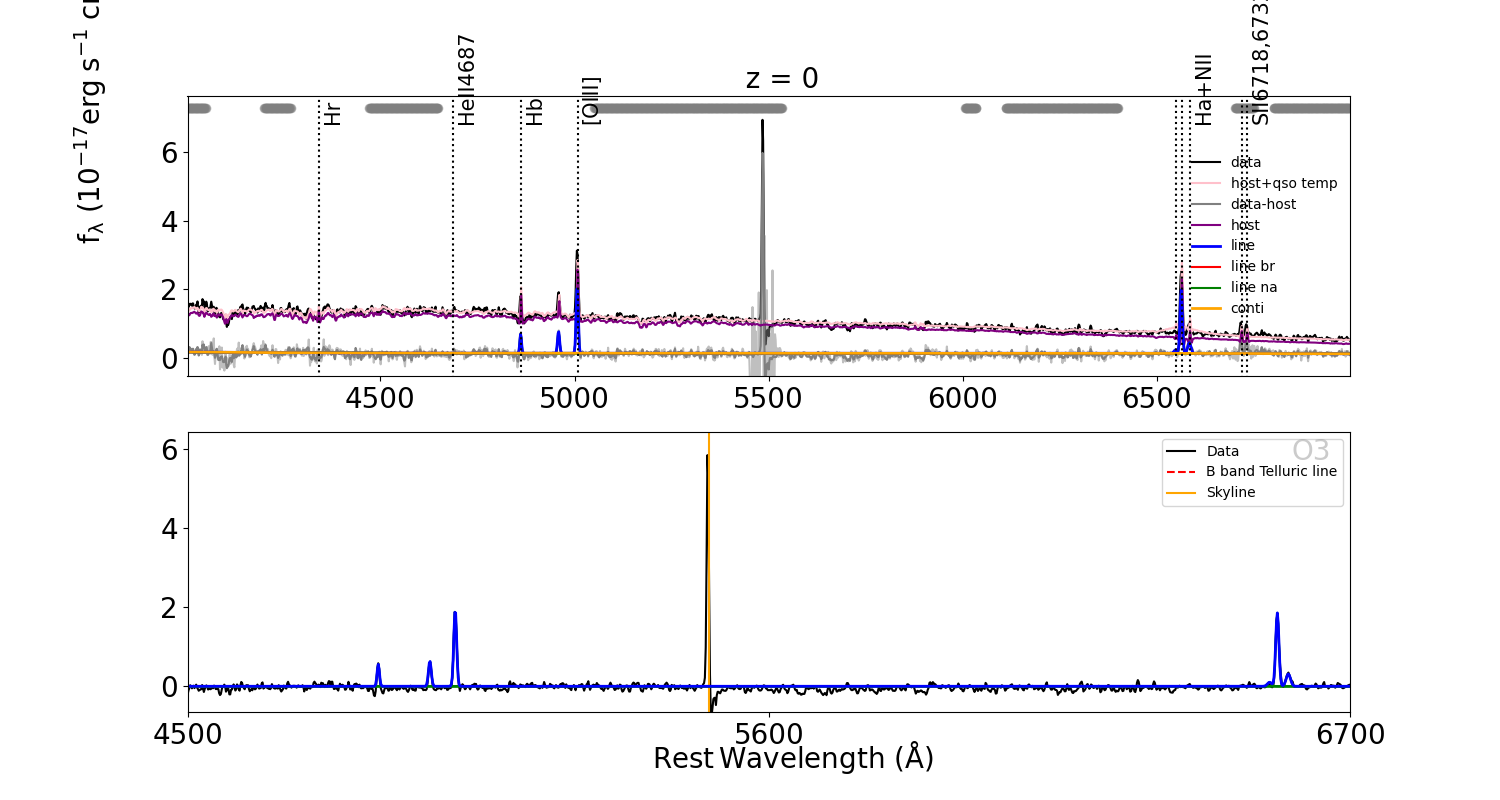 z = 0
Hr
HeII4687
Hb
[OIII]
Ha+NII
SII6718,673
f_λ (10^{−17}erg s^{−1} c
6
4
2
0
data
host+qso temp
data-host
host
line
line br
line na
conti
4500 5000 5500 6000 6500
O3
Data
B band Telluric line
Skyline
6
4
2
0
4500 5600 6700
Rest Wavelength (Å)